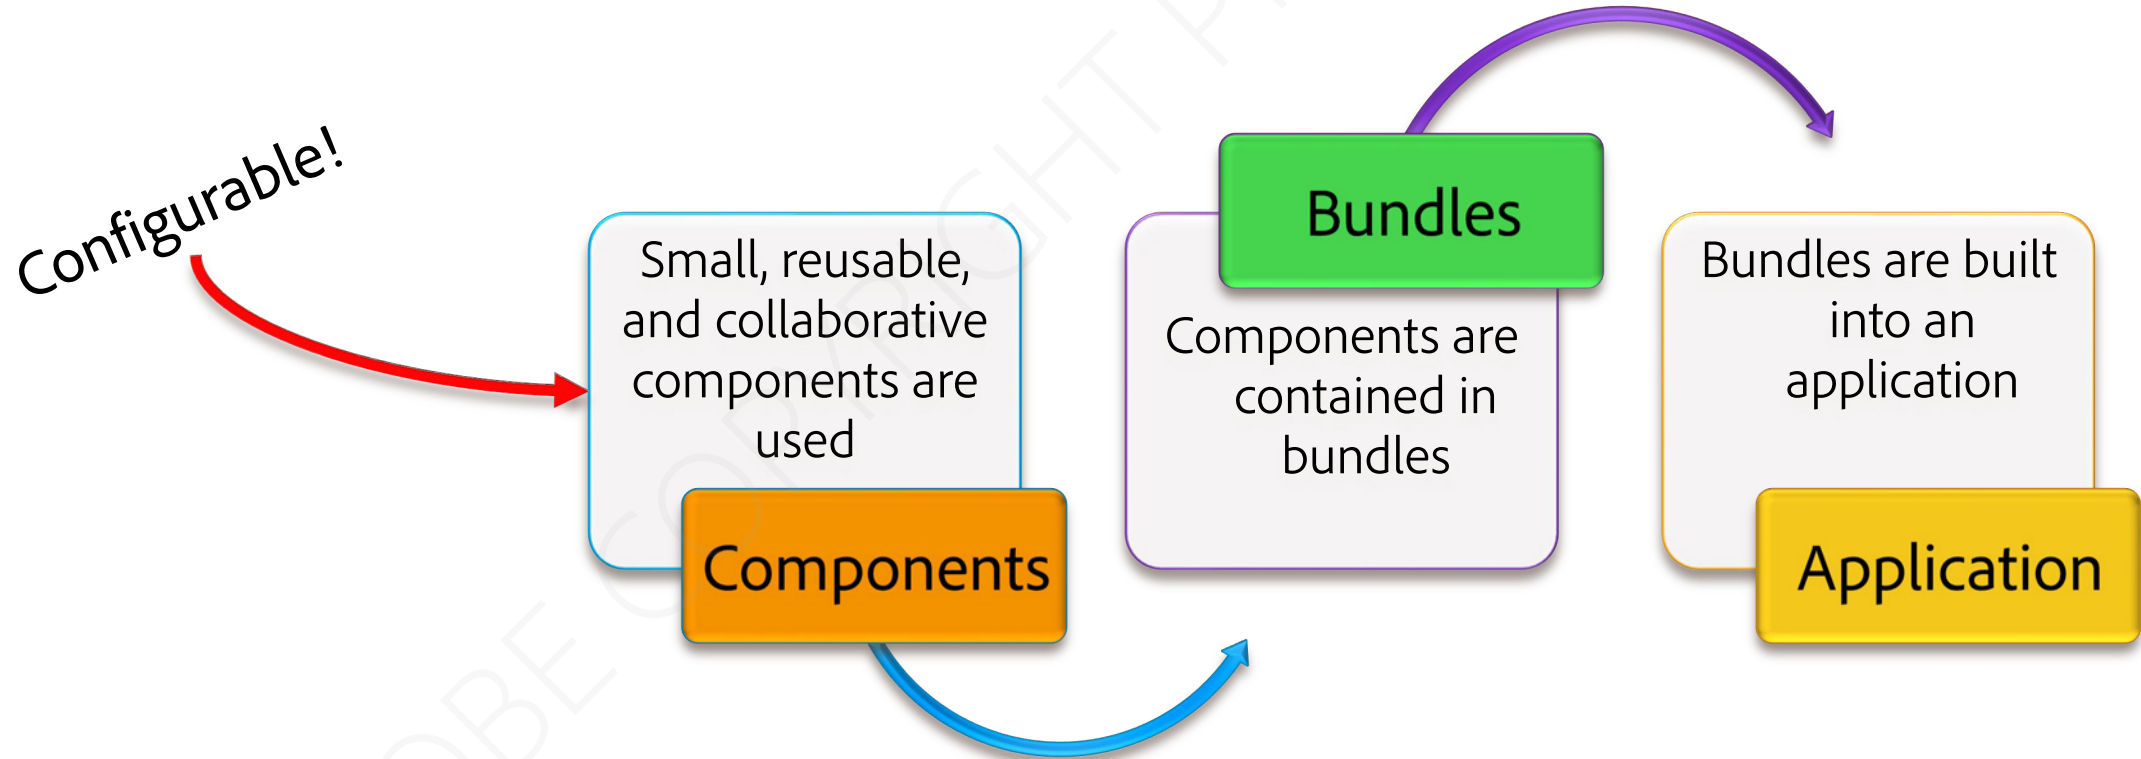 Configurable!
Small, reusable,
and collaborative
components are
used
Components
Bundles
Components are
contained in
bundles
Bundles are built
into an
application
Application